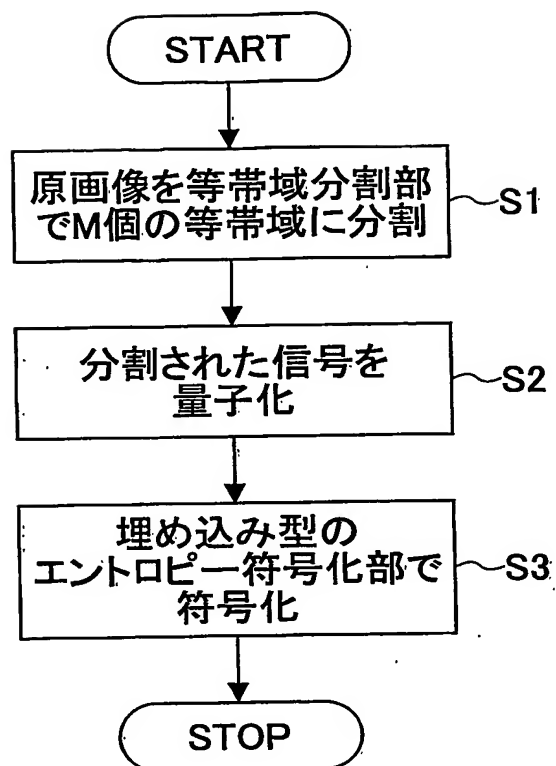 START
原画像を等帯域分割部
でM個の等帯域に分割
S1
分割された信号を
量子化
S2
埋め込み型の
エントロピー符号化部で
符号化
S3
STOP